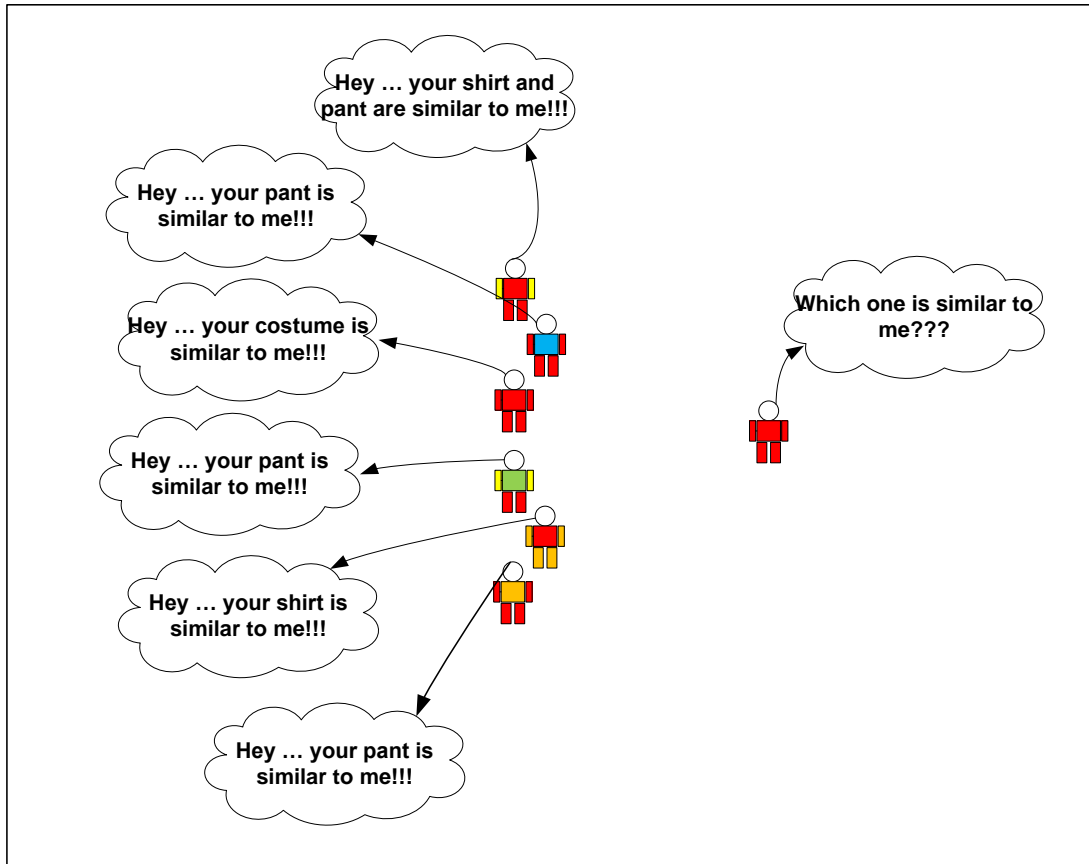 Hey … your shirt and
pant are similar to me!!!
Hey … your pant is
similar to me!!!
Hey … your costume is
similar to me!!!
Which one is similar to
me???
Hey … your pant is
similar to me!!!
Hey … your shirt is
similar to me!!!
Hey … your pant is
similar to me!!!